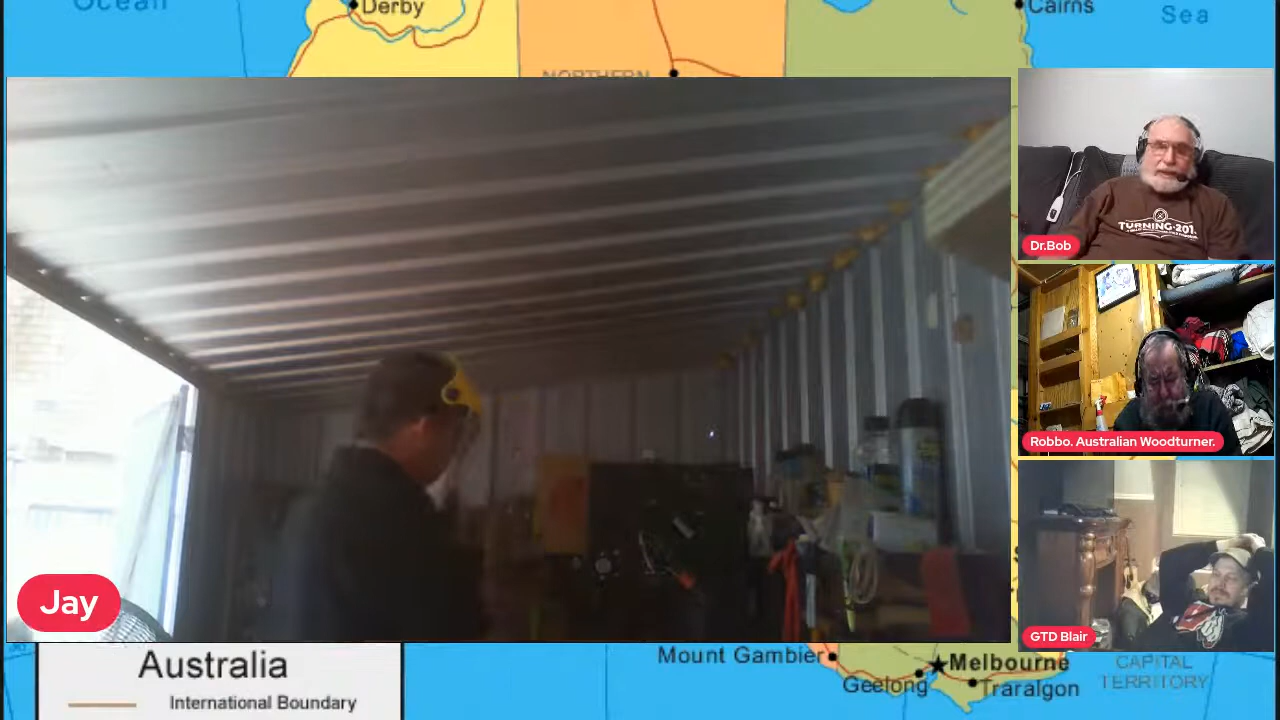 Ocean
Derby
Cairns
Sea
NORTHERN
TURNING·201.
Dr.Bob
Robbo. Australian Woodturner.
GTD Blair
Jay
Mount Gambier
Melbourne
Geelong
Traralgon
CAPITAL
TERRITORY
Australia
International Boundary